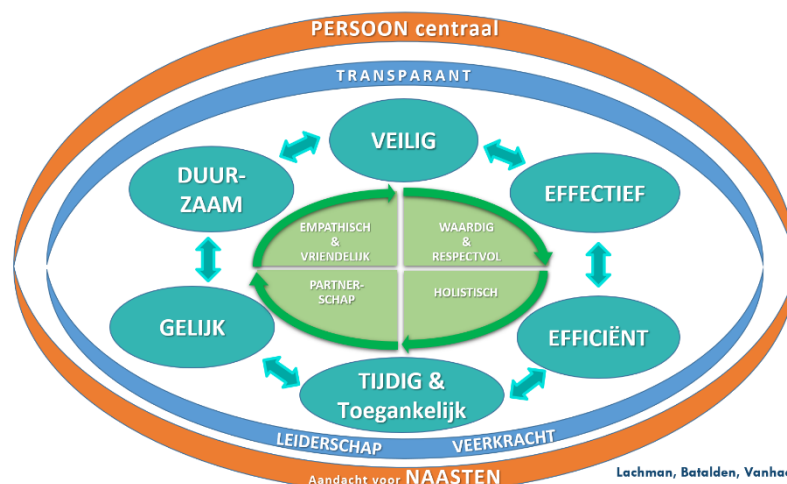 PERSOON centraal
TRANSPARANT
VEILIG
DUUR-
ZAAM
EFFECTIEF
EMPATHISCH
&
VRIENDELIJK
WAARDIG
&
RESPECTVOL
PARTNER-
SCHAP
HOLISTISCH
GELIJK
EFFICIËNT
TIJDIG &
Toegankelijk
LEIDERSCHAP
VEERKRACHT
Aandacht voor NAASTEN
Lachman, Batalden, Vanhae